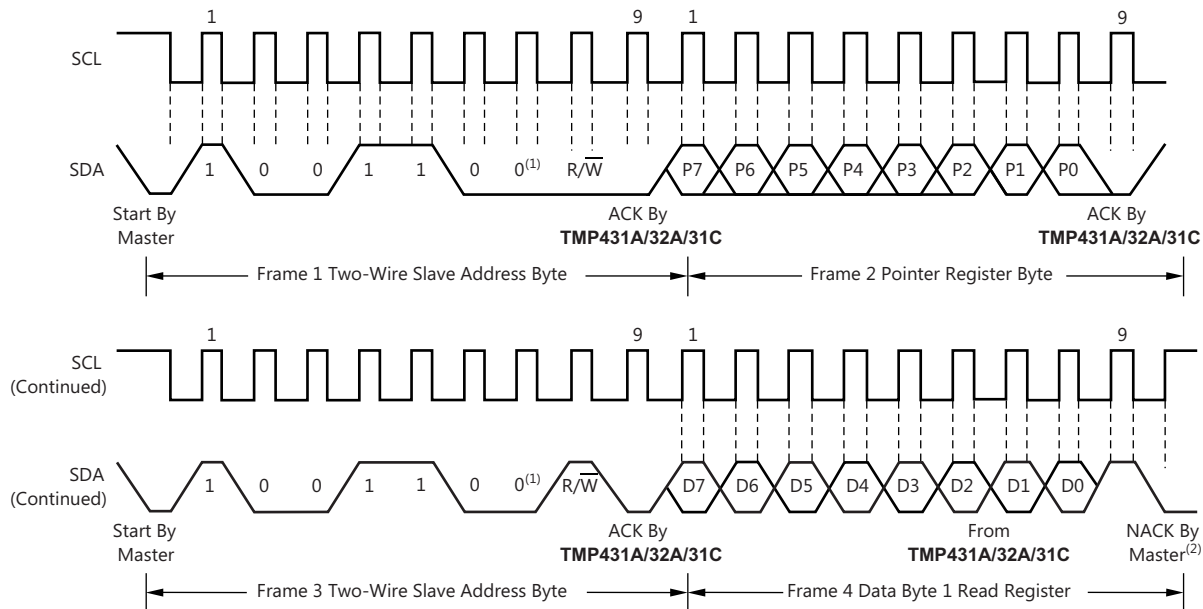 1 9 1 9
SCL
SDA
1 0 0 1 1 0 0(1) R/W̅ P7 P6 P5 P4 P3 P2 P1 P0
Start By
Master
ACK By
TMP431A/32A/31C
ACK By
TMP431A/32A/31C
Frame 1 Two-Wire Slave Address Byte
Frame 2 Pointer Register Byte
1 9 1 9
SCL
(Continued)
SDA
(Continued)
1 0 0 1 1 0 0(1) R/W̅ D7 D6 D5 D4 D3 D2 D1 D0
Start By
Master
ACK By
TMP431A/32A/31C
From
TMP431A/32A/31C
NACK By
Master(2)
Frame 3 Two-Wire Slave Address Byte
Frame 4 Data Byte 1 Read Register